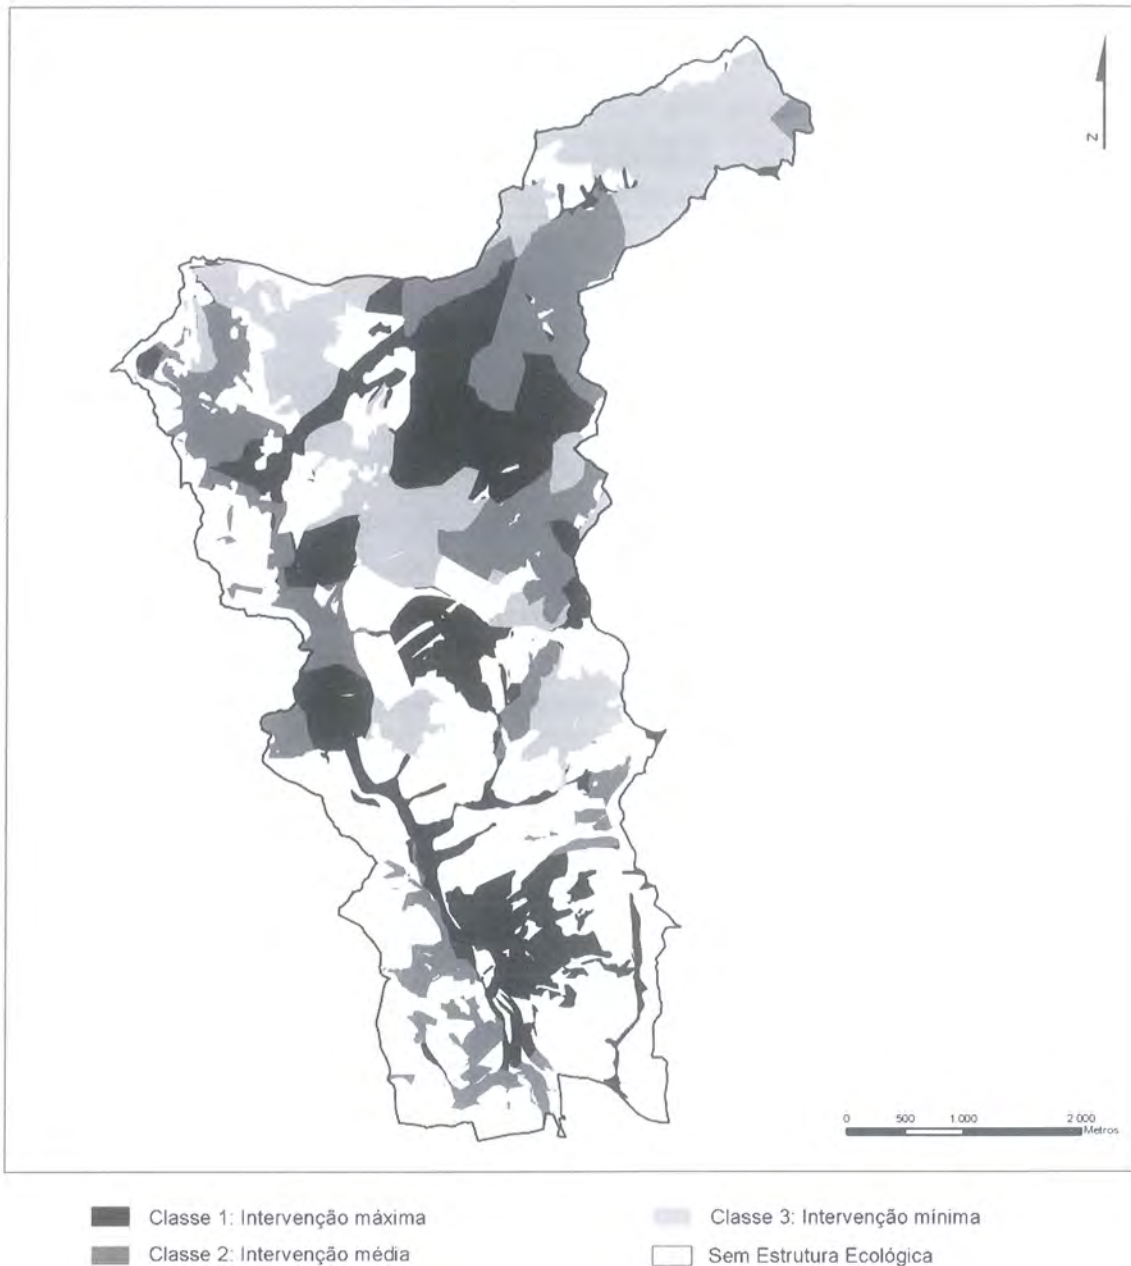 N
0 500 1 000 2 000
Metros
Classe 1: Intervenção máxima
Classe 3: Intervenção mínima
Classe 2: Intervenção média
Sem Estrutura Ecológica